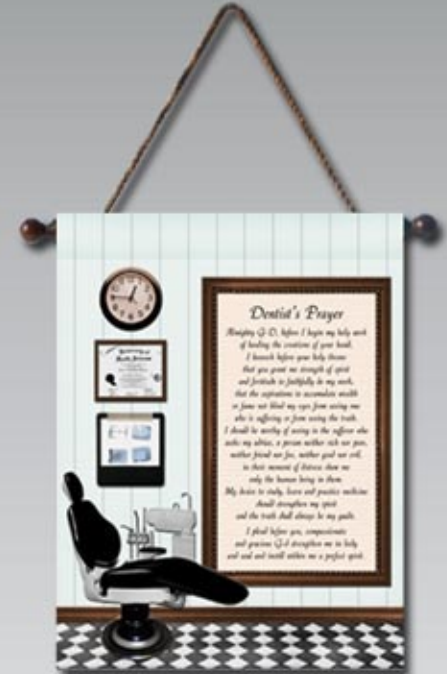 Dentist's Prayer
Almighty G-D, before I begin my holy work
of healing the creations of your hand,
I beseech before your holy throne
that you grant me strength of spirit
and fortitude to faithfully do my work,
that the aspirations to accumulate wealth
or fame not blind my eyes from seeing one
who is suffering or from seeing the truth.
I should be worthy of seeing in the sufferer who
seeks my advice, a person neither rich nor poor,
neither friend nor foe, neither good nor evil,
in their moment of distress show me
only the human being in them
My desire to study, learn and practice medicine
should strengthen my spirit
and the truth shall always be my guide.
I plead before you, compassionate
and gracious G-d strengthen me in body
and soul and instill within me a perfect spirit.